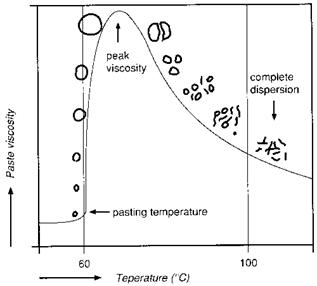 peak
viscosity
complete
dispersion
Paste viscosity
pasting temperature
60
100
Teperature (°C)